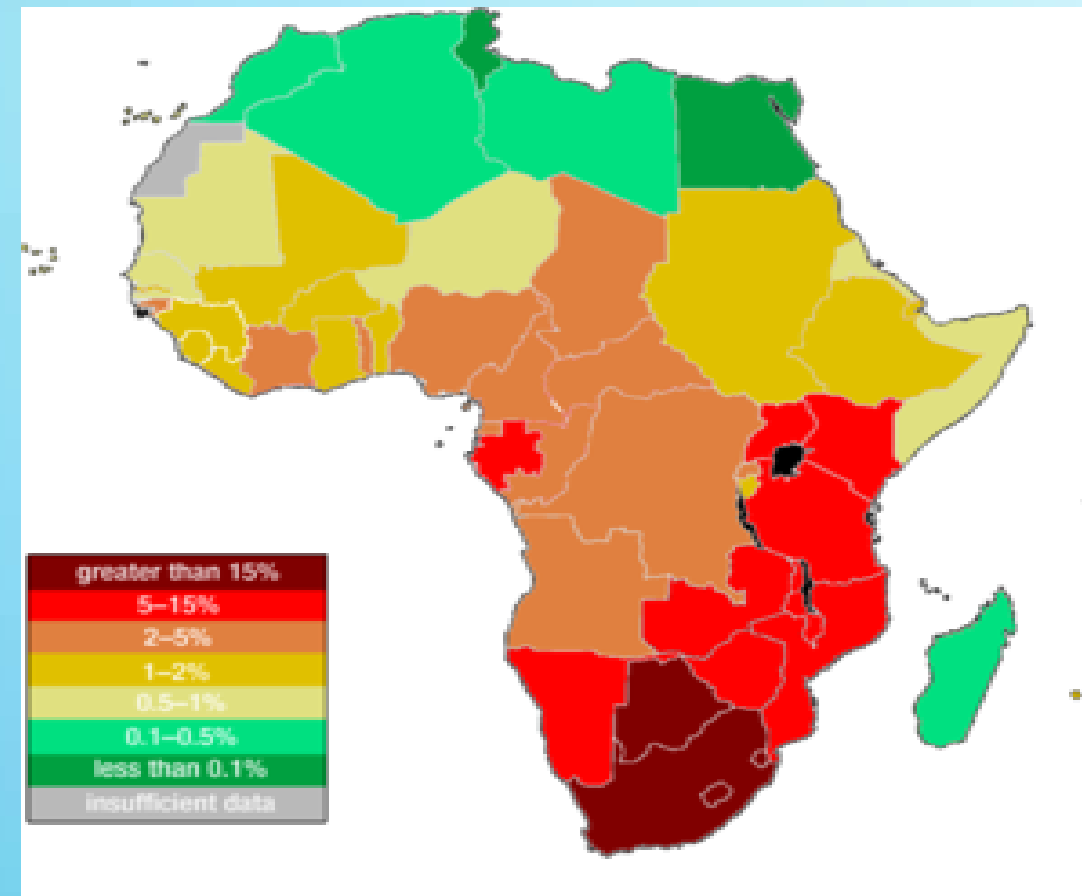 greater than 15%
5–15%
2–5%
1–2%
0.5–1%
0.1–0.5%
less than 0.1%
insufficient data